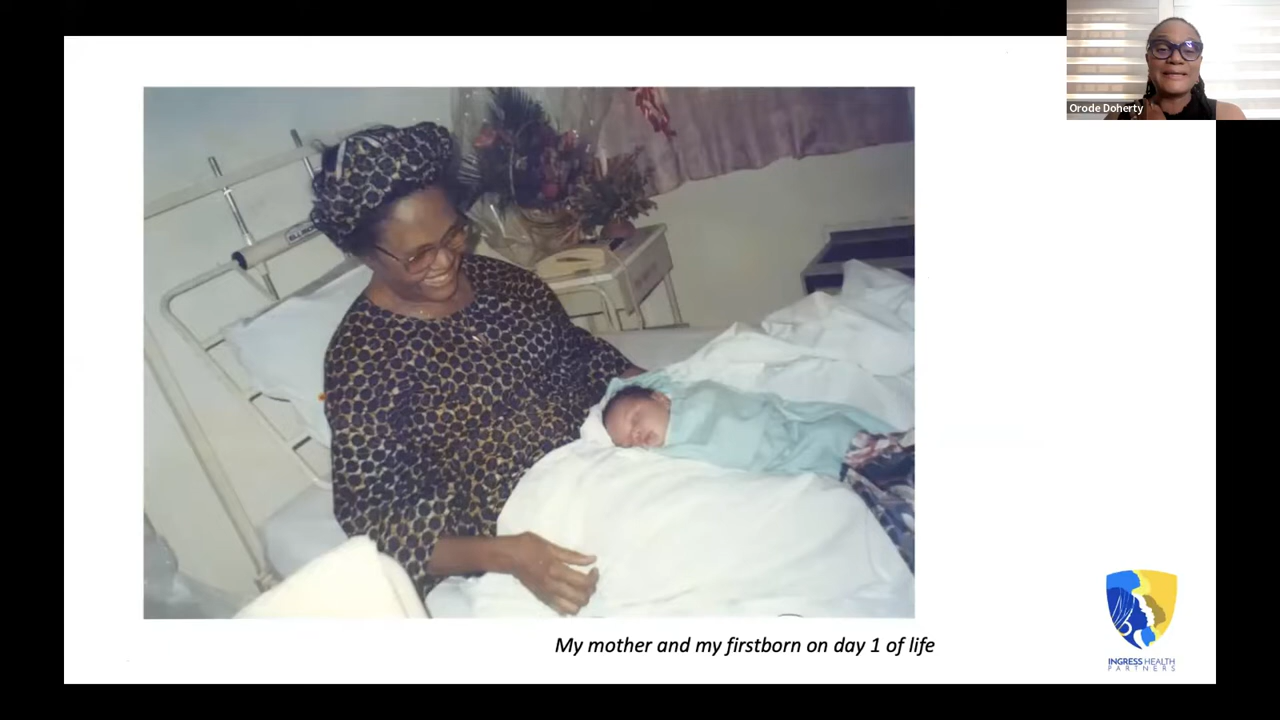 Orode Doherty
My mother and my firstborn on day 1 of life
INGRESS HEALTH
PARTNERS